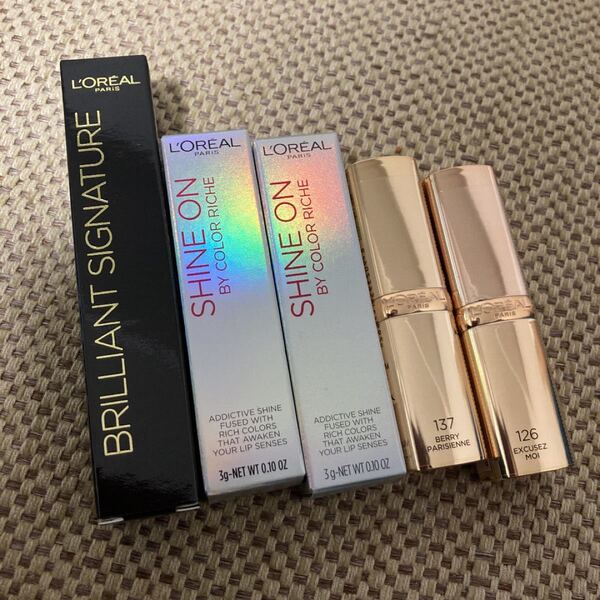 L'ORÉAL
PARIS
BRILLIANT SIGNATURE
L'ORÉAL
PARIS
SHINE ON
BY COLOR RICHE
ADDICTIVE SHINE
FUSED WITH
RICH COLORS
THAT AWAKEN
YOUR LIP SENSES
3g-NET WT 0.10 OZ
L'ORÉAL
PARIS
SHINE ON
BY COLOR RICHE
ADDICTIVE SHINE
FUSED WITH
RICH COLORS
THAT AWAKEN
YOUR LIP SENSES
3g-NET WT 0.10 OZ
L'ORÉAL
PARIS
137
BERRY
PARISIENNE
L'ORÉAL
PARIS
126
EXCUSEZ
MOI